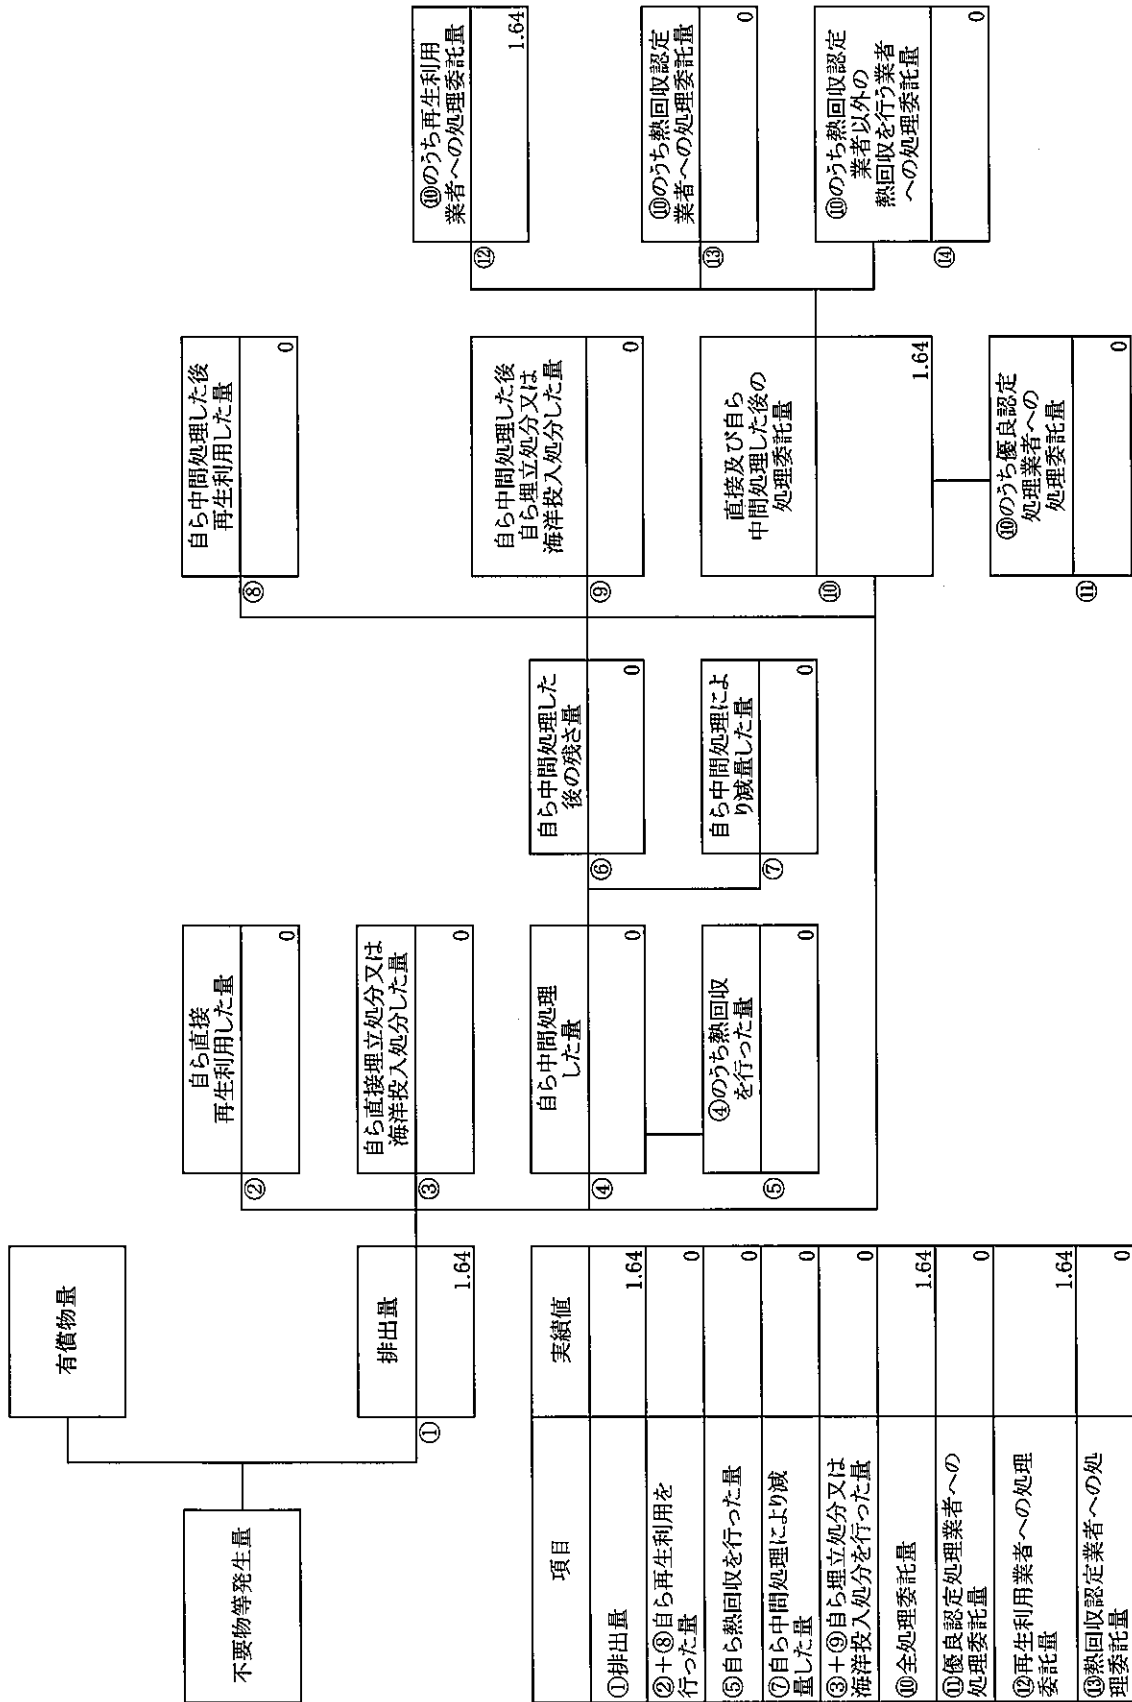 不要物等発生量
有償物量
①
排出量
1.64
②
自ら直接
再生利用した量
0
③
自ら直接埋立処分又は
海洋投入処分した量
0
④
自ら中間処理
した量
0
⑤
④のうち熱回収
を行った量
0
⑥
自ら中間処理した
後の残さ量
0
⑦
自ら中間処理によ
り減量した量
0
⑧
自ら中間処理した後
再生利用した量
0
⑨
自ら中間処理した後
自ら埋立処分又は
海洋投入処分した量
0
⑩
直接及び自ら
中間処理した後の
処理委託量
1.64
⑪
⑩のうち優良認定
処理業者への
処理委託量
0
⑫
⑩のうち再生利用
業者への処理委託量
1.64
⑬
⑩のうち熱回収認定
業者への処理委託量
0
⑭
⑩のうち熱回収認定
業者以外の
熱回収を行う業者
への処理委託量
0
項目 実績値
①排出量 1.64
②+⑧自ら再生利用を
行った量 0
⑤自ら熱回収を行った量 0
⑦自ら中間処理により減
量した量 0
③+⑨自ら埋立処分又は
海洋投入処分を行った量 0
⑩全処理委託量 1.64
⑪優良認定処理業者への
処理委託量 0
⑫再生利用業者への処理
委託量 1.64
⑬熱回収認定業者への処
理委託量 0